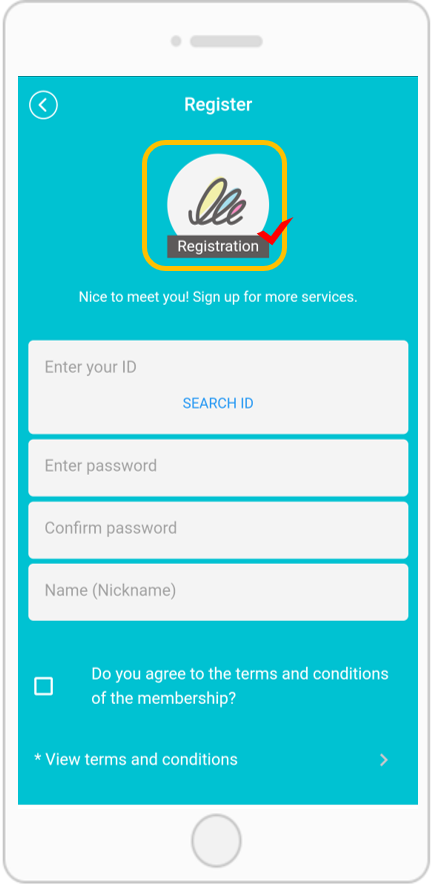 Register
Registration
Nice to meet you! Sign up for more services.
Enter your ID
SEARCH ID
Enter password
Confirm password
Name (Nickname)
Do you agree to the terms and conditions
of the membership?
* View terms and conditions